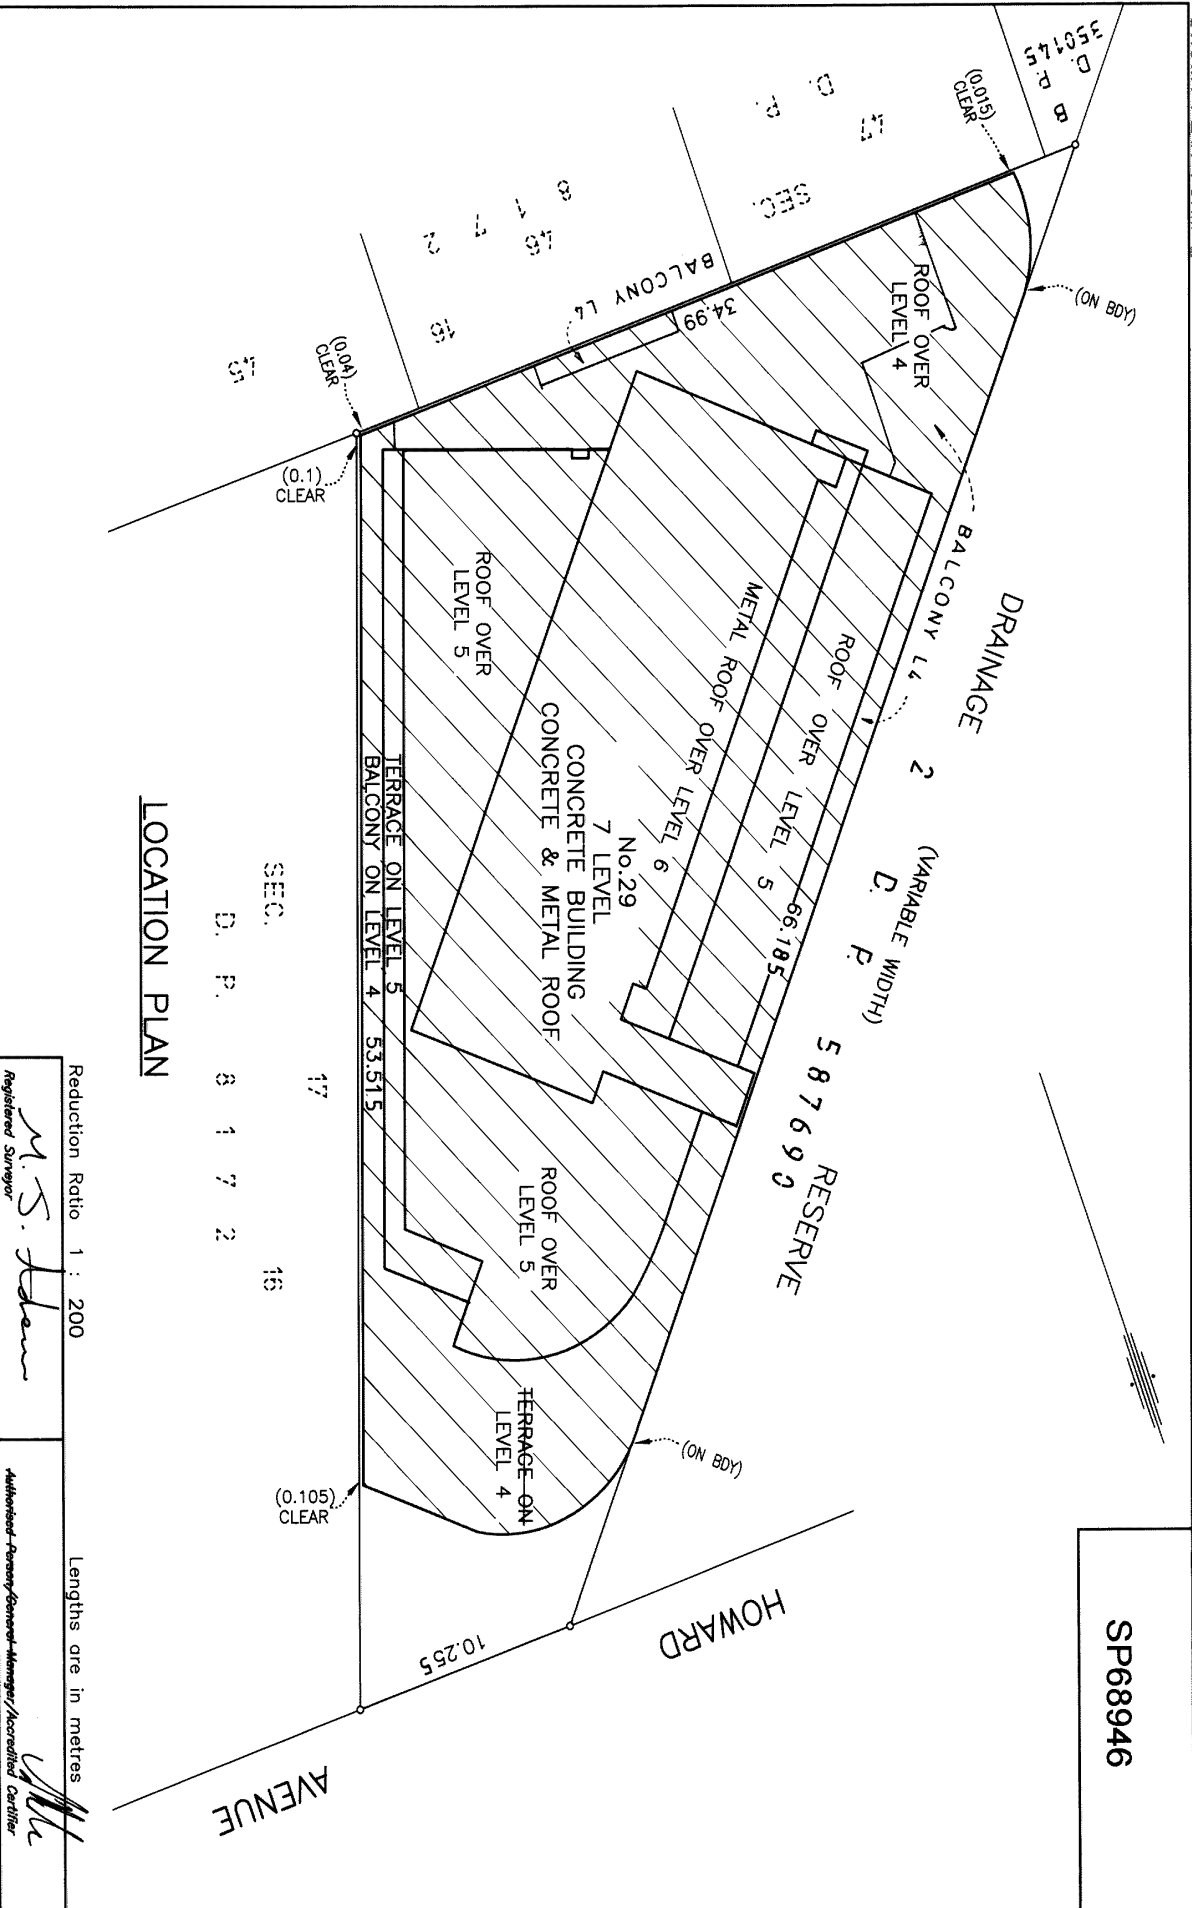 SP68946
D. P. B
350145
(0.015)
CLEAR
(ON BDY)
D. P.
47
SEC.
ROOF OVER
LEVEL 4
8 1 7 2
46
16
45
BALCONY L4
34.99
(0.04)
CLEAR
(0.1)
CLEAR
BALCONY L4
DRAINAGE
2
(VARIABLE WIDTH)
D. P. 587690
RESERVE
ROOF OVER
LEVEL 5
METAL ROOF OVER LEVEL 6
ROOF OVER LEVEL 5
66.185
No.29
7 LEVEL
CONCRETE BUILDING
CONCRETE & METAL ROOF
TERRACE ON LEVEL 5
BALCONY ON LEVEL 4
53.515
ROOF OVER
LEVEL 5
TERRACE ON
LEVEL 4
(ON BDY)
(0.105)
CLEAR
17
SEC. 16
D. P. 8 1 7 2
HOWARD
AVENUE
10.255
LOCATION PLAN
Reduction Ratio 1 : 200
Lengths are in metres
Registered Surveyor
Authorised Person/General Manager/Accredited Certifier